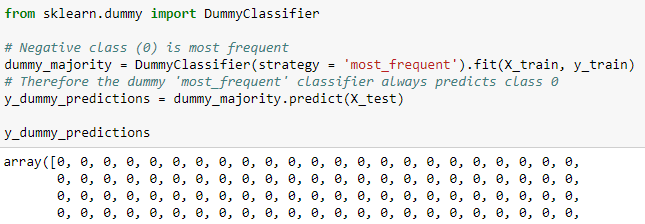 from sklearn.dummy import DummyClassifier
# Negative class (0) is most frequent
dummy_majority = DummyClassifier(strategy = 'most_frequent').fit(X_train, y_train)
# Therefore the dummy 'most_frequent' classifier always predicts class 0
y_dummy_predictions = dummy_majority.predict(X_test)
y_dummy_predictions
array([0, 0, 0, 0, 0, 0, 0, 0, 0, 0, 0, 0, 0, 0, 0, 0, 0, 0, 0, 0, 0, 0, 0,
0, 0, 0, 0, 0, 0, 0, 0, 0, 0, 0, 0, 0, 0, 0, 0, 0, 0, 0, 0, 0, 0, 0,
0, 0, 0, 0, 0, 0, 0, 0, 0, 0, 0, 0, 0, 0, 0, 0, 0, 0, 0, 0, 0, 0, 0,
0, 0, 0, 0, 0, 0, 0, 0, 0, 0, 0, 0, 0, 0, 0, 0, 0, 0, 0, 0, 0, 0, 0,